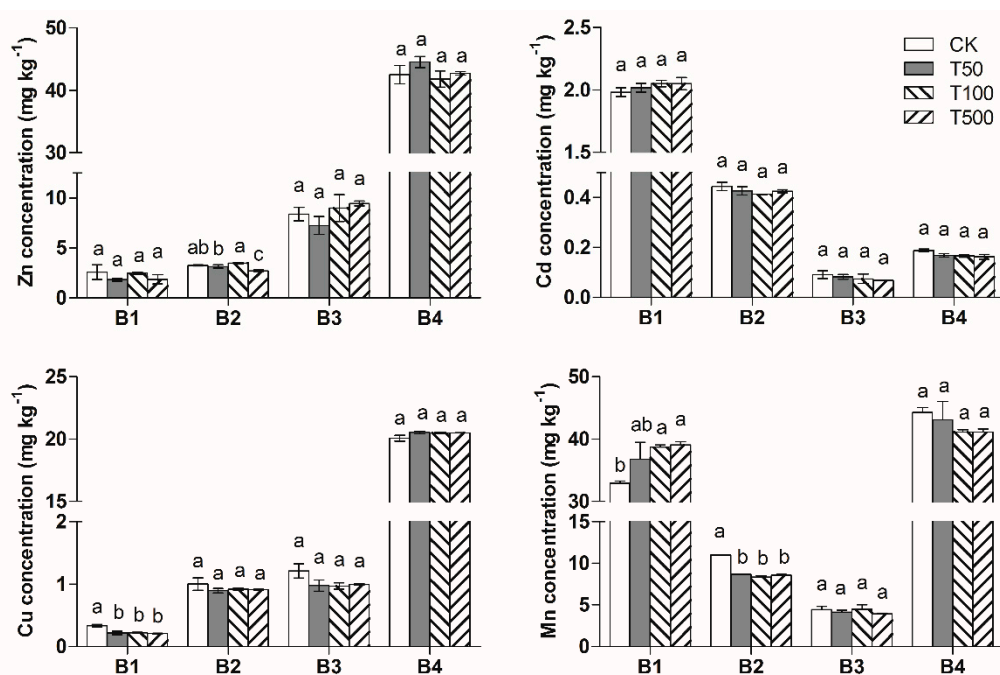 Zn concentration (mg kg-1)
50
40
30
10
5
0
a a a a
a a a a
ab b a c
a a a a
B1 B2 B3 B4
Cd concentration (mg kg-1)
2.5
2.0
1.5
0.4
0.2
0.0
a a a a
a a a a
a a a a
a a a a
B1 B2 B3 B4
CK
T50
T100
T500
Cu concentration (mg kg-1)
25
20
15
2
1
0
a a a a
a a a a
a a a a
a b b b
B1 B2 B3 B4
Mn concentration (mg kg-1)
50
40
30
15
10
5
0
b ab a a
a a a a
a b b b
a a a a
B1 B2 B3 B4